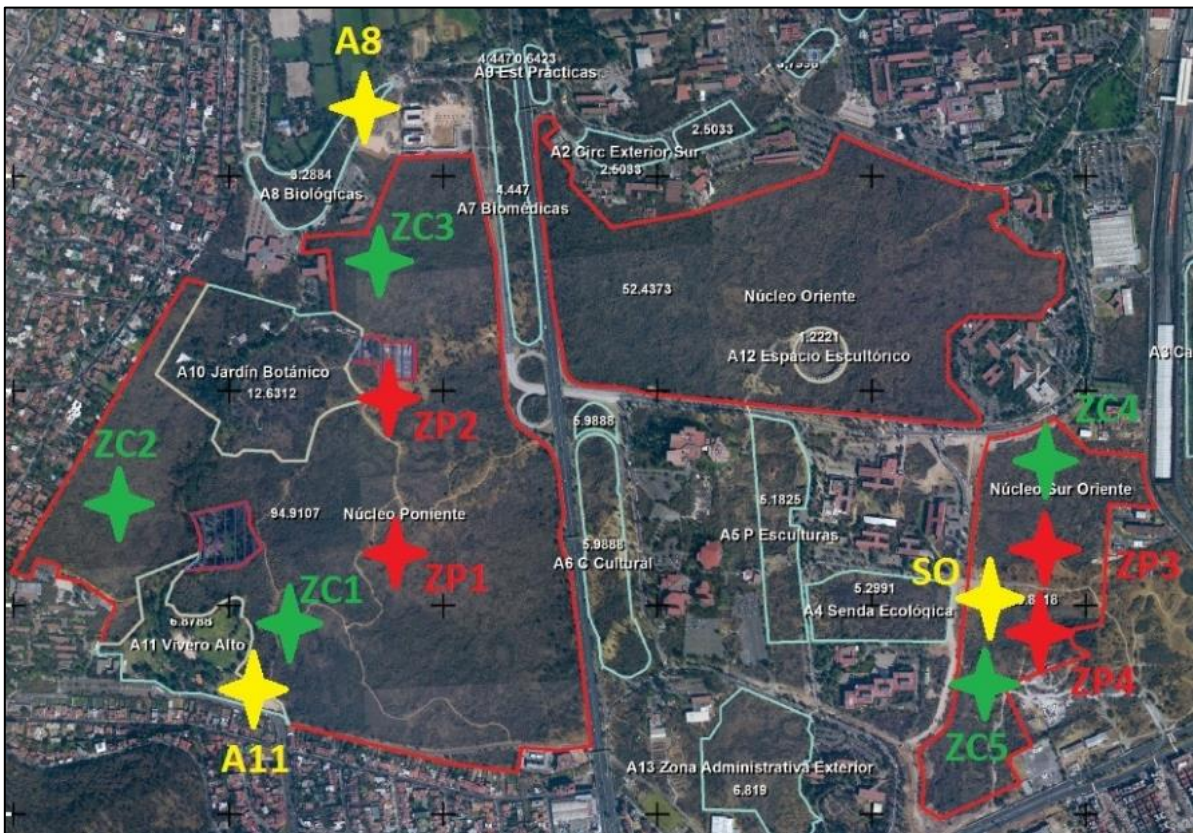 A8
4.447
0.6423
A9 Est Prácticas
2.5033
A2 Circ Exterior Sur
2.5033
3.2884
A8 Biológicas
4.447
A7 Biomédicas
ZC3
52.4373
Núcleo Oriente
1.2221
A12 Espacio Escultórico
A3 Ca
A10 Jardín Botánico
12.6312
ZP2
5.9888
ZC4
ZC2
94.9107
Núcleo Poniente
Núcleo Sur Oriente
5.1825
A5 P Esculturas
5.9888
A6 C Cultural
ZP1
SO
ZP3
5.2991
A4 Senda Ecológica
ZC1
6.8788
A11 Vivero Alto
ZP4
A11
ZC5
A13 Zona Administrativa Exterior
6.819